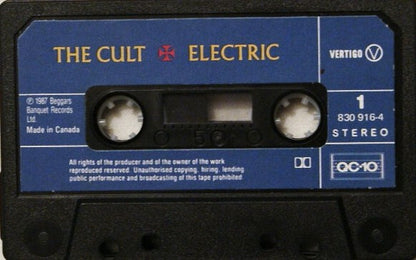 THE CULT ✠ ELECTRIC
VERTIGO
℗ 1987 Beggars
Banquet Records
Ltd.
Made in Canada
1
830 916-4
STEREO
50
All rights of the producer and of the owner of the work
reproduced reserved. Unauthorised copying, hiring, lending
public performance and broadcasting of this tape prohibited
QC-10